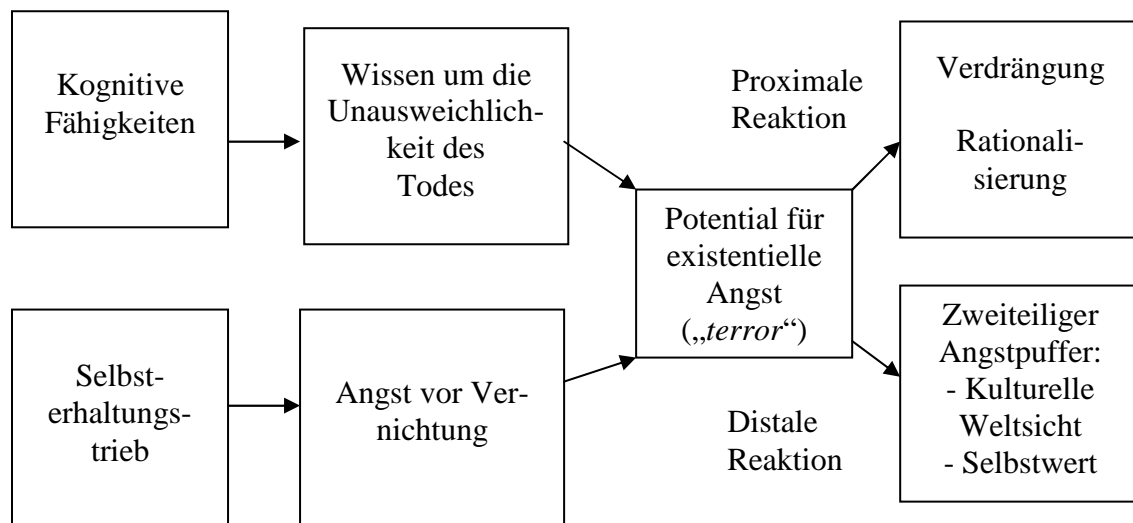 Kognitive
Fähigkeiten
Wissen um die
Unausweichlich-
keit des
Todes
Proximale
Reaktion
Verdrängung
Rationali-
sierung
Potential für
existentielle
Angst
(„terror“)
Selbst-
erhaltungs-
trieb
Angst vor Ver-
nichtung
Distale
Reaktion
Zweiteiliger
Angstpuffer:
- Kulturelle
Weltsicht
- Selbstwert